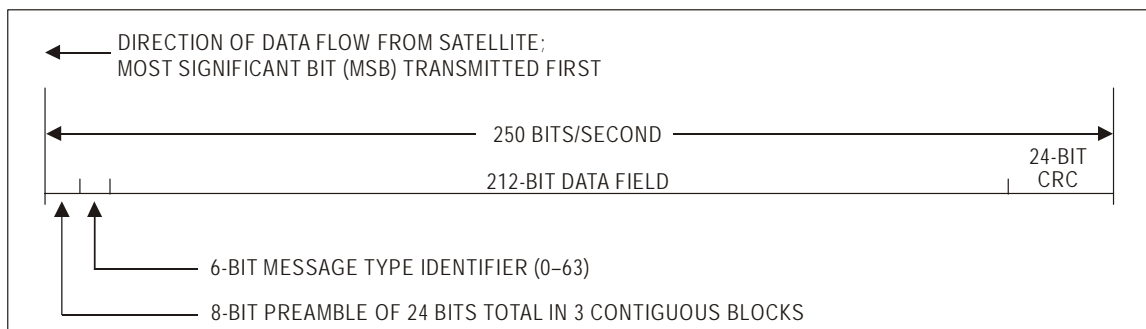 DIRECTION OF DATA FLOW FROM SATELLITE;
MOST SIGNIFICANT BIT (MSB) TRANSMITTED FIRST
250 BITS/SECOND
24-BIT
CRC
212-BIT DATA FIELD
6-BIT MESSAGE TYPE IDENTIFIER (0–63)
8-BIT PREAMBLE OF 24 BITS TOTAL IN 3 CONTIGUOUS BLOCKS